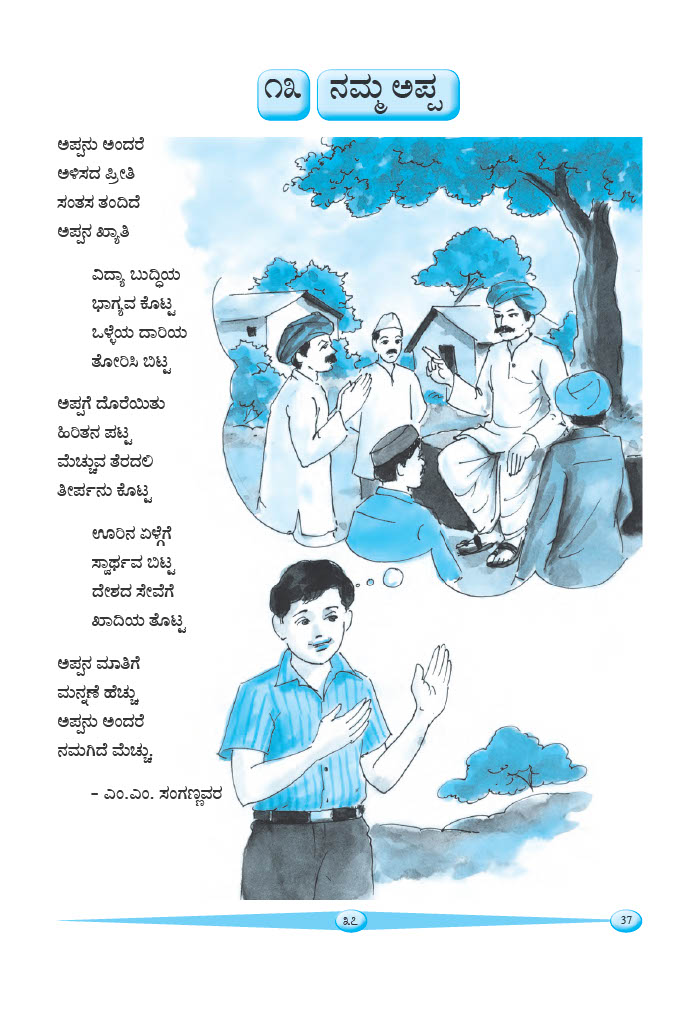 ೧೩ ನಮ್ಮ ಅಪ್ಪ
ಅಪ್ಪನು ಅಂದರೆ
ಅಳಿಸದ ಪ್ರೀತಿ
ಸಂತಸ ತಂದಿದೆ
ಅಪ್ಪನ ಖ್ಯಾತಿ
ವಿದ್ಯಾ ಬುದ್ಧಿಯ
ಭಾಗ್ಯವ ಕೊಟ್ಟ
ಒಳ್ಳೆಯ ದಾರಿಯ
ತೋರಿಸಿ ಬಿಟ್ಟ
ಅಪ್ಪಗೆ ದೊರೆಯಿತು
ಹಿರಿತನ ಪಟ್ಟ
ಮೆಚ್ಚುವ ತೆರದಲಿ
ತೀರ್ಪನು ಕೊಟ್ಟ
ಊರಿನ ಏಳ್ಗೆಗೆ
ಸ್ವಾರ್ಥವ ಬಿಟ್ಟ
ದೇಶದ ಸೇವೆಗೆ
ಖಾದಿಯ ತೊಟ್ಟ
ಅಪ್ಪನ ಮಾತಿಗೆ
ಮನ್ನಣೆ ಹೆಚ್ಚು
ಅಪ್ಪನು ಅಂದರೆ
ನಮಗಿದೆ ಮೆಚ್ಚು.
– ಎಂ.ಎಂ. ಸಂಗಣ್ಣವರ
೩೭ 37